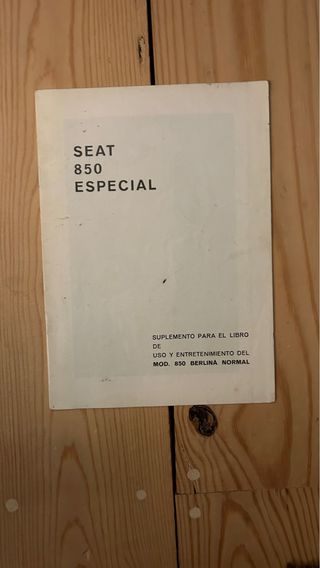 SEAT
850
ESPECIAL
SUPLEMENTO PARA EL LIBRO
DE
USO Y ENTRETENIMIENTO DEL
MOD. 850 BERLINA NORMAL